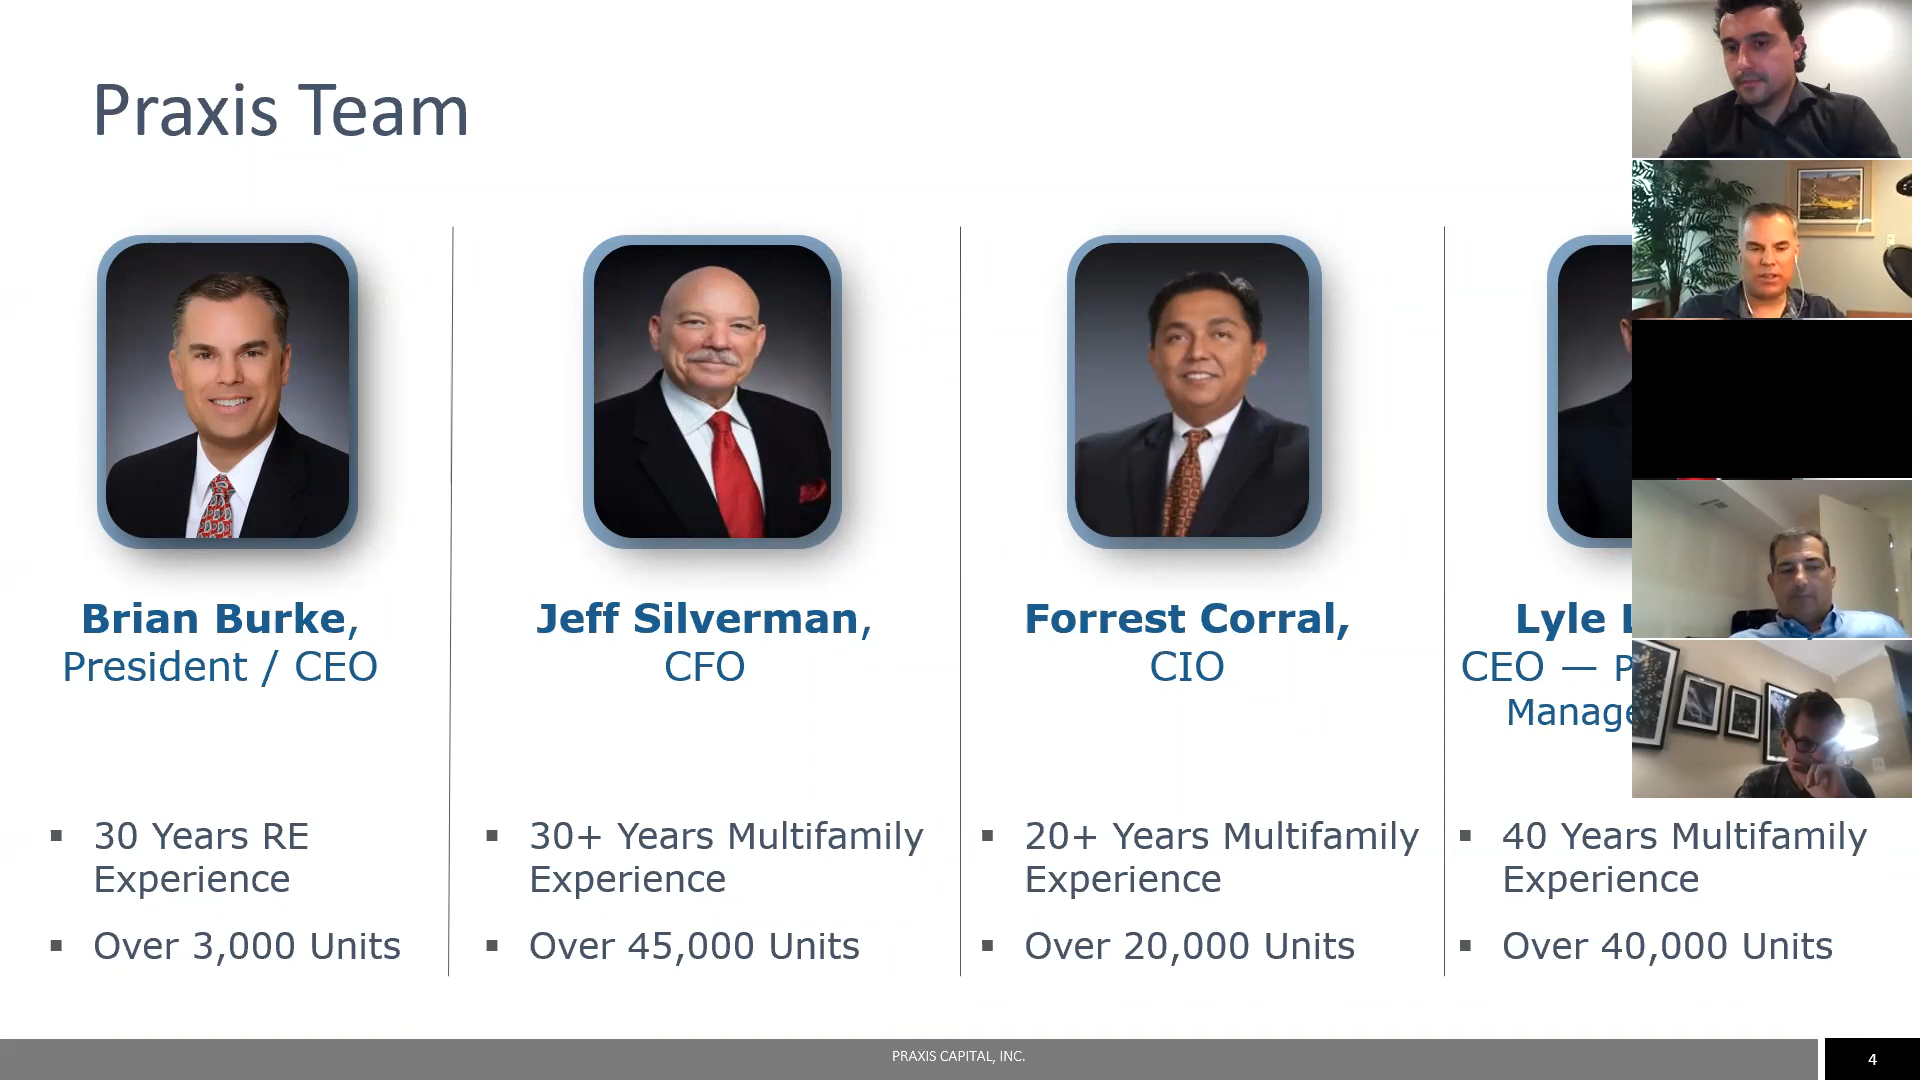 Praxis Team
Brian Burke,
President / CEO
▪ 30 Years RE
Experience
▪ Over 3,000 Units
Jeff Silverman,
CFO
▪ 30+ Years Multifamily
Experience
▪ Over 45,000 Units
Forrest Corral,
CIO
▪ 20+ Years Multifamily
Experience
▪ Over 20,000 Units
Lyle
CEO —
▪ 40 Years Multifamily
Experience
▪ Over 40,000 Units
PRAXIS CAPITAL, INC.
4